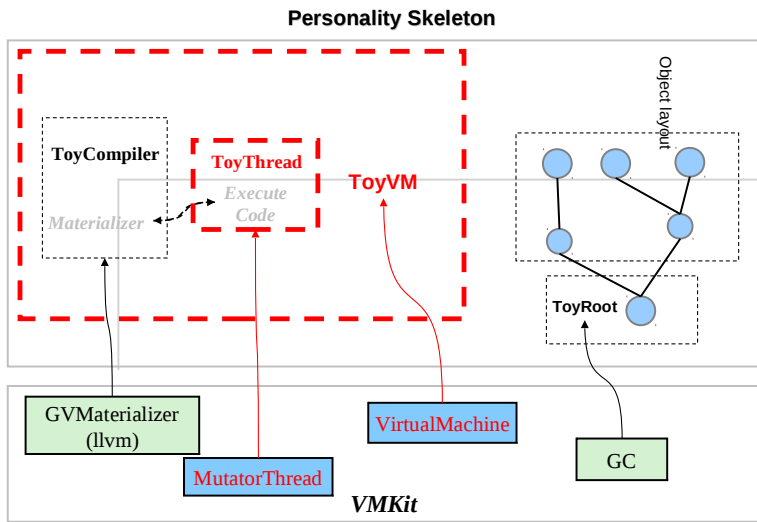 Personality Skeleton
Object layout
ToyCompiler
ToyThread
Execute
Code
ToyVM
Materializer
ToyRoot
GVMaterializer
(llvm)
VirtualMachine
MutatorThread
GC
VMKit